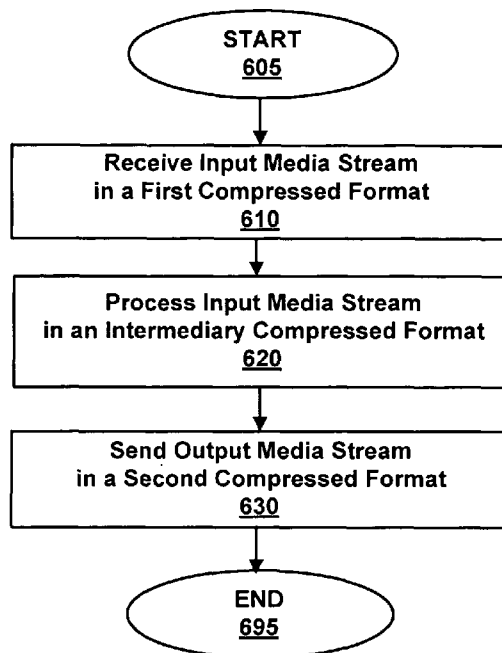 START
605
Receive Input Media Stream
in a First Compressed Format
610
Process Input Media Stream
in an Intermediary Compressed Format
620
Send Output Media Stream
in a Second Compressed Format
630
END
695